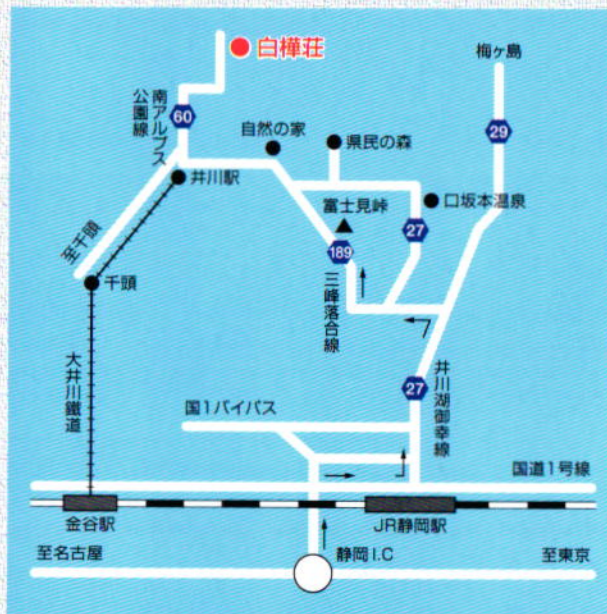 白樺荘
梅ヶ島
南アルプス
公園線
60
自然の家
県民の森
29
井川駅
口坂本温泉
富士見峠
27
189
至千頭
千頭
三峰落合線
大井川鐵道
井川湖御幸線
27
国1バイパス
国道1号線
金谷駅
JR静岡駅
至名古屋
静岡I.C
至東京